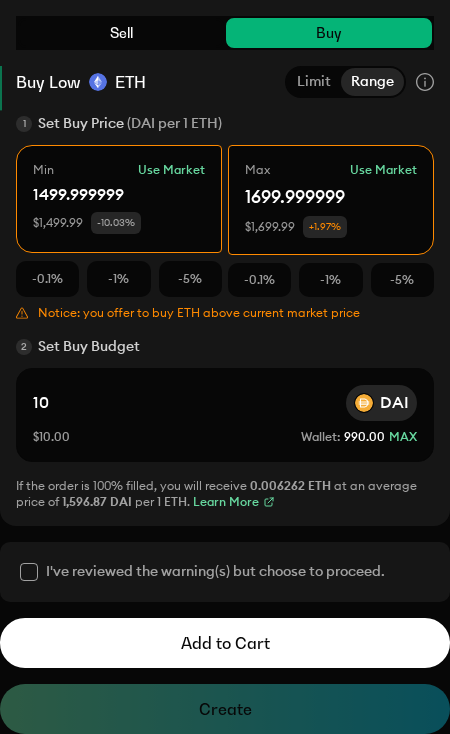 Sell Buy
Buy Low ETH Limit Range
1 Set Buy Price (DAI per 1 ETH)
Min Use Market Max Use Market
1499.999999 1699.999999
$1,499.99 -10.03% $1,699.99 +1.97%
-0.1% -1% -5% -0.1% -1% -5%
Notice: you offer to buy ETH above current market price
2 Set Buy Budget
10 DAI
$10.00 Wallet: 990.00 MAX
If the order is 100% filled, you will receive 0.006262 ETH at an average
price of 1,596.87 DAI per 1 ETH. Learn More
I've reviewed the warning(s) but choose to proceed.
Add to Cart
Create